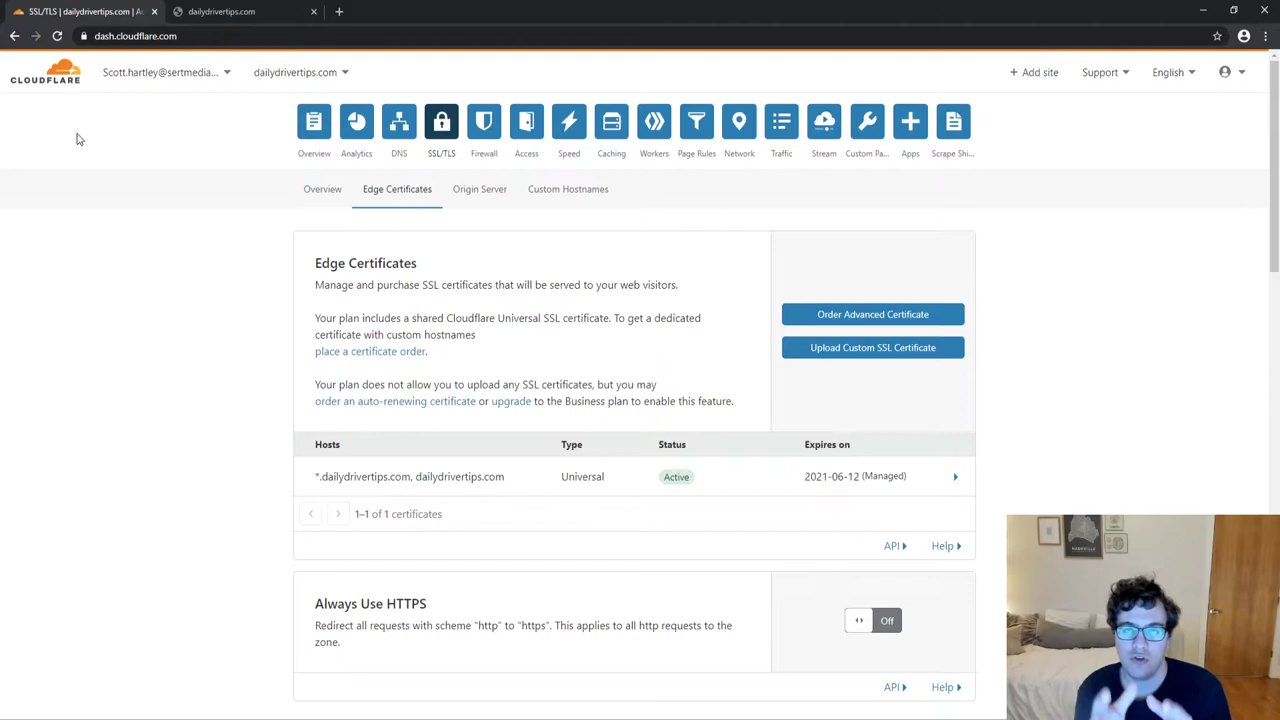 SSL/TLS | dailydrivertips.com | Ac
dailydrivertips.com
dash.cloudflare.com
CLOUDFLARE
Scott.hartley@sertmedia...
dailydrivertips.com
+ Add site
Support
English
Overview
Analytics
DNS
SSL/TLS
Firewall
Access
Speed
Caching
Workers
Page Rules
Network
Traffic
Stream
Custom Pa...
Apps
Scrape Shi...
Overview
Edge Certificates
Origin Server
Custom Hostnames
Edge Certificates
Manage and purchase SSL certificates that will be served to your web visitors.
Your plan includes a shared Cloudflare Universal SSL certificate. To get a dedicated
certificate with custom hostnames
place a certificate order.
Your plan does not allow you to upload any SSL certificates, but you may
order an auto-renewing certificate or upgrade to the Business plan to enable this feature.
Order Advanced Certificate
Upload Custom SSL Certificate
Hosts Type Status Expires on
*.dailydrivertips.com, dailydrivertips.com Universal Active 2021-06-12 (Managed)
1–1 of 1 certificates
API Help
Always Use HTTPS
Redirect all requests with scheme “http” to “https”. This applies to all http requests to the
zone.
Off
API Help